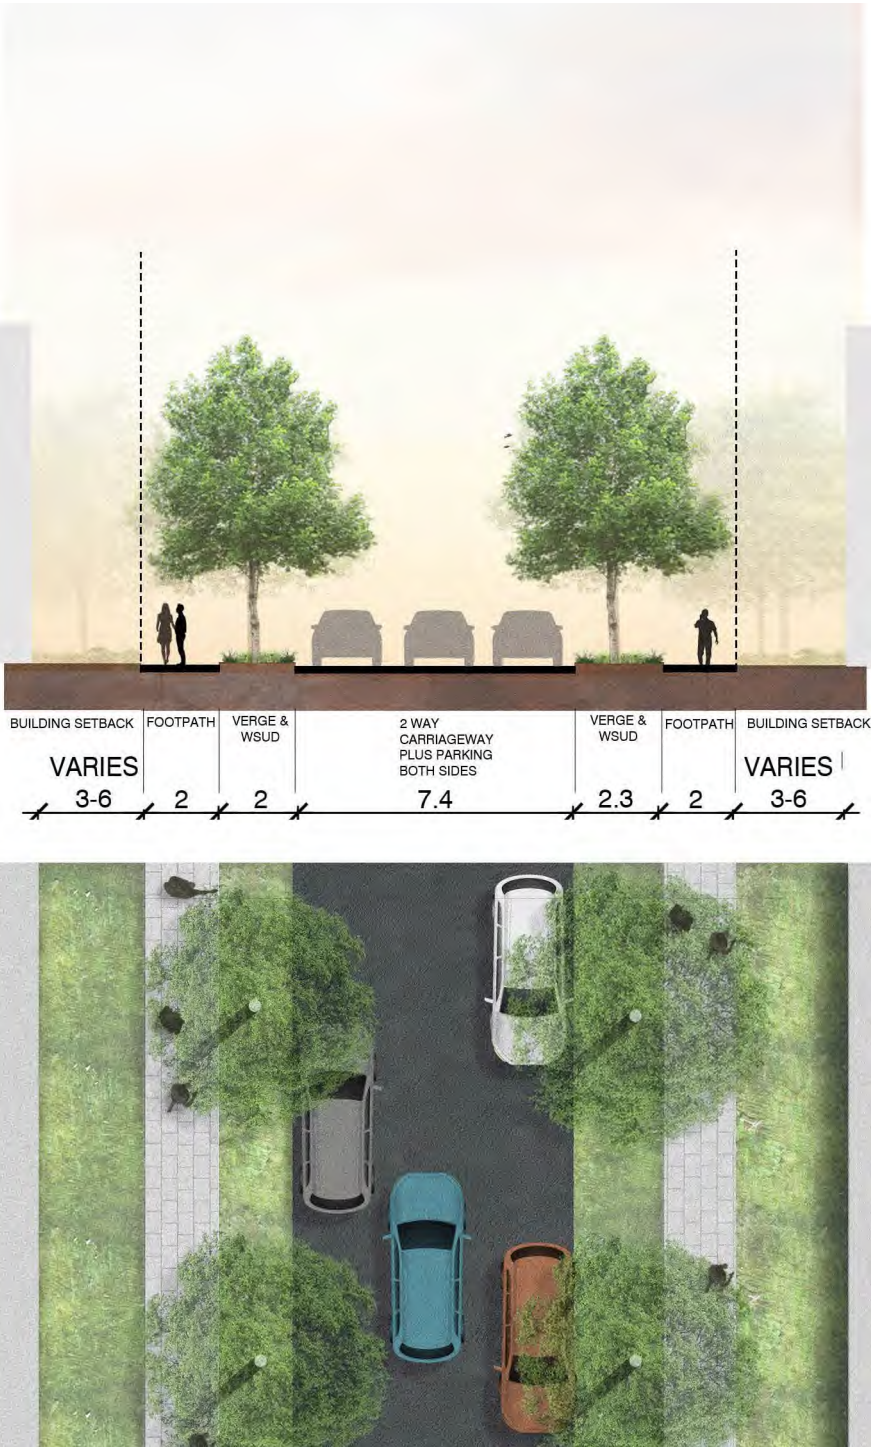 BUILDING SETBACK
FOOTPATH
VERGE &
WSUD
2 WAY
CARRIAGEWAY
PLUS PARKING
BOTH SIDES
VERGE &
WSUD
FOOTPATH
BUILDING SETBACK
VARIES
VARIES
3-6
2
2
7.4
2.3
2
3-6